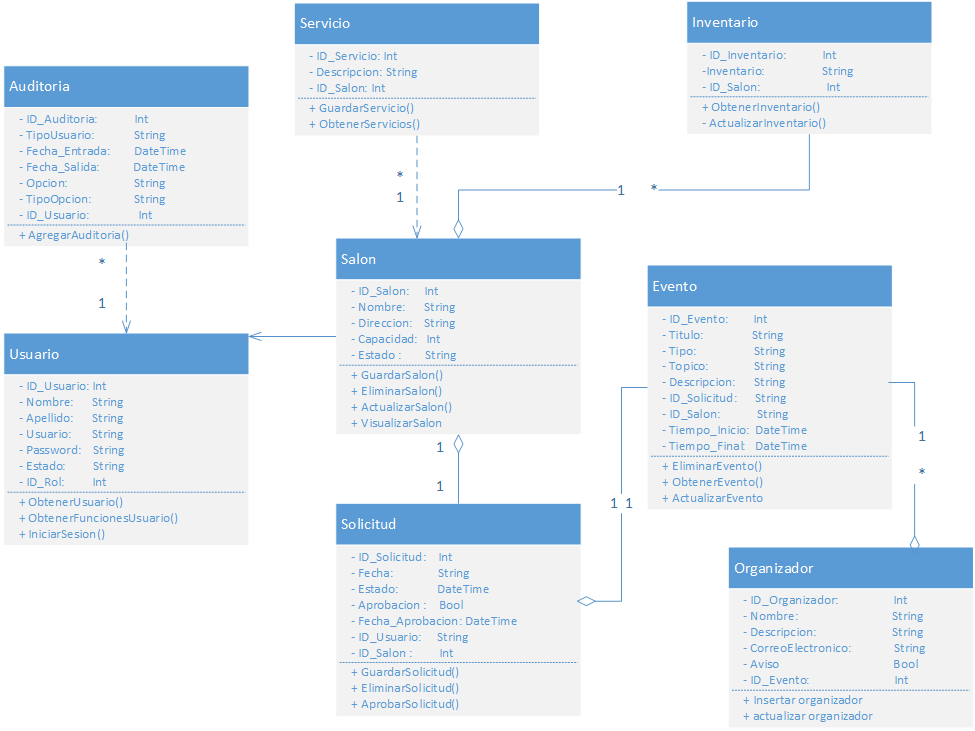 Servicio
- ID_Servicio: Int
- Descripcion: String
- ID_Salon: Int
+ GuardarServicio()
+ ObtenerServicios()
Inventario
- ID_Inventario: Int
-Inventario: String
- ID_Salon: Int
+ ObtenerInventario()
- ActualizarInventario()
Auditoria
- ID_Auditoria: Int
- TipoUsuario: String
- Fecha_Entrada: DateTime
- Fecha_Salida: DateTime
- Opcion: String
- TipoOpcion: String
- ID_Usuario: Int
+ AgregarAuditoria()
*
1
1 *
*
1
Salon
- ID_Salon: Int
- Nombre: String
- Direccion: String
- Capacidad: Int
- Estado : String
+ GuardarSalon()
+ EliminarSalon()
+ ActualizarSalon()
+ VisualizarSalon
Evento
- ID_Evento: Int
- Titulo: String
- Tipo: String
- Topico: String
- Descripcion: String
- ID_Solicitud: String
- ID_Salon: String
- Tiempo_Inicio: DateTime
- Tiempo_Final: DateTime
+ EliminarEvento()
+ ObtenerEvento()
+ ActualizarEvento
Usuario
- ID_Usuario: Int
- Nombre: String
- Apellido: String
- Usuario: String
- Password: String
- Estado: String
- ID_Rol: Int
+ ObtenerUsuario()
+ ObtenerFuncionesUsuario()
+ IniciarSesion()
1
1
1 1
1
*
Solicitud
- ID_Solicitud: Int
- Fecha: String
- Estado: DateTime
- Aprobacion : Bool
- Fecha_Aprobacion: DateTime
- ID_Usuario: String
- ID_Salon : Int
+ GuardarSolicitud()
+ EliminarSolicitud()
+ AprobarSolicitud()
Organizador
- ID_Organizador: Int
- Nombre: String
- Descripcion: String
- CorreoElectronico: String
- Aviso Bool
- ID_Evento: Int
+ Insertar organizador
+ actualizar organizador